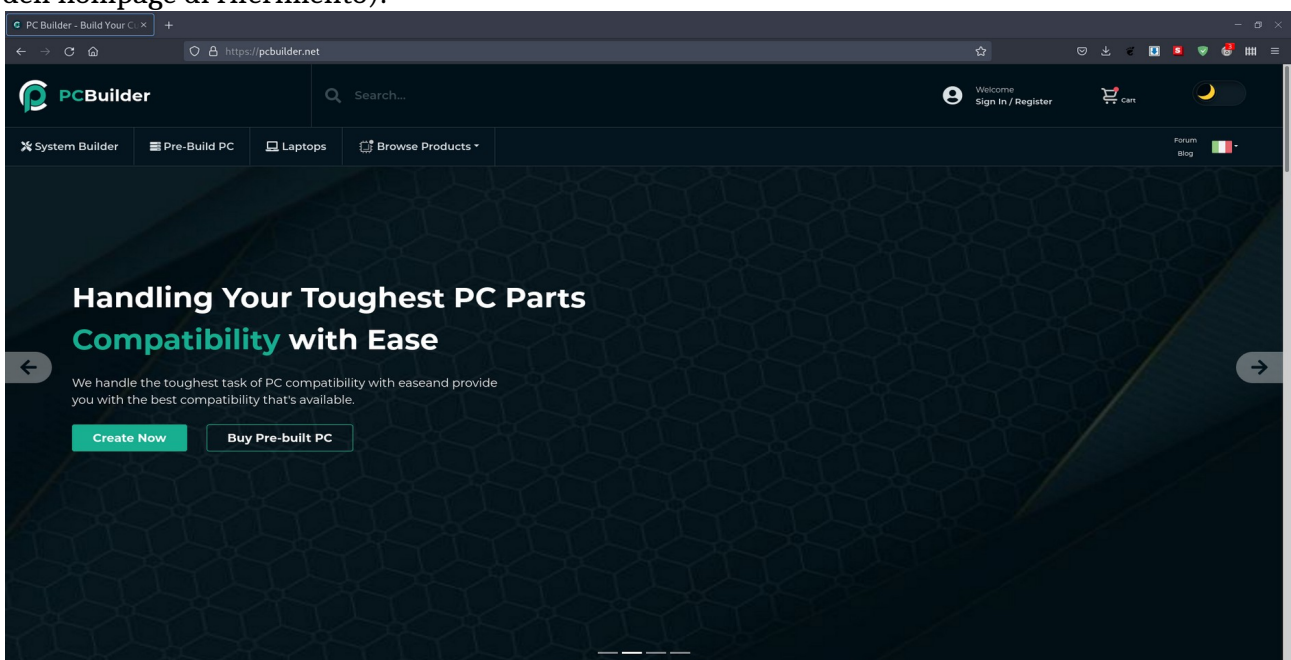 dell'hompage di riferimento).
PC Builder - Build Your Cu
https://pcbuilder.net
PCBuilder
Search...
Welcome
Sign In / Register
Cart
System Builder
Pre-Build PC
Laptops
Browse Products
Forum
Blog
Handling Your Toughest PC Parts
Compatibility with Ease
We handle the toughest task of PC compatibility with easeand provide
you with the best compatibility that's available.
Create Now
Buy Pre-built PC